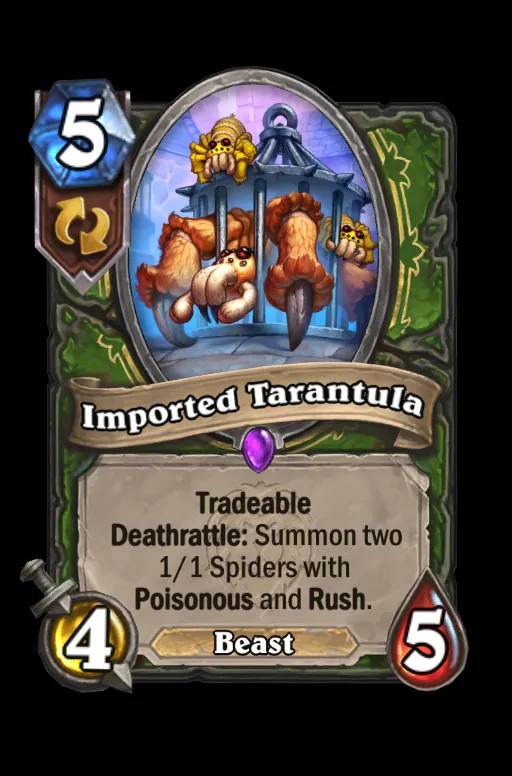 5
Imported Tarantula
Tradeable
Deathrattle: Summon two
1/1 Spiders with
Poisonous and Rush.
4
Beast
5